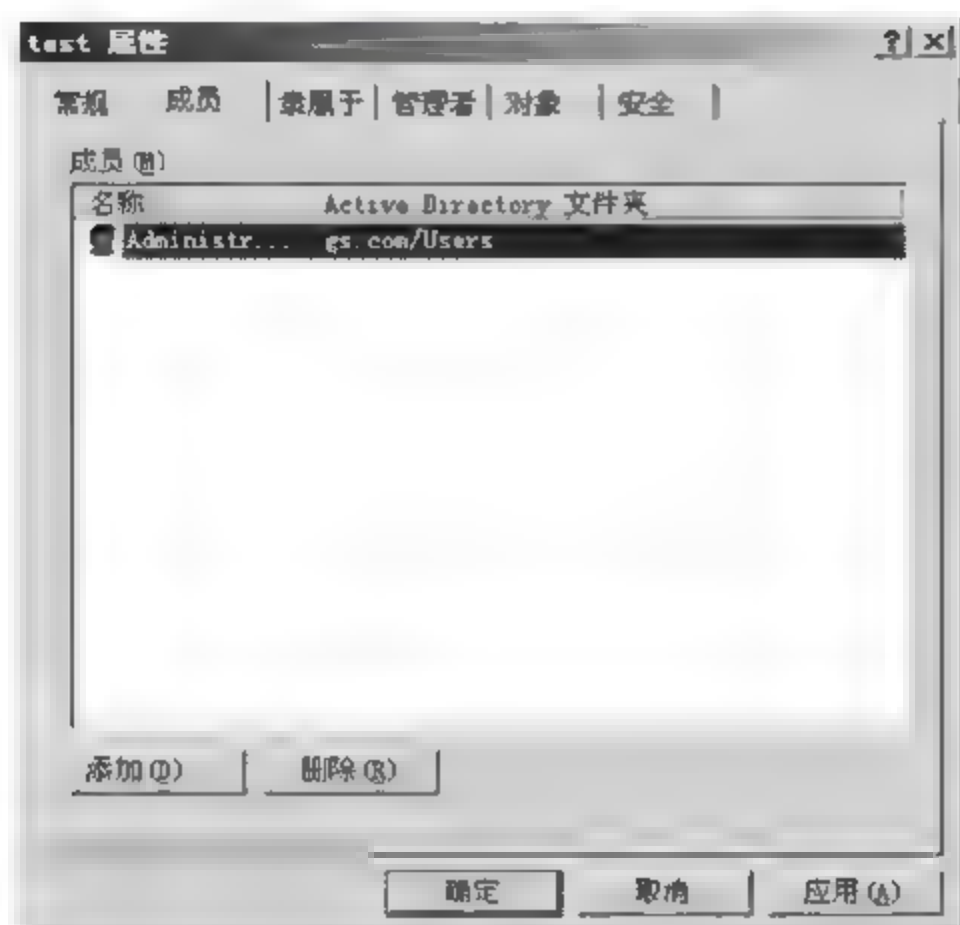 test 属性
常规 成员 隶属于 管理者 对象 安全
成员(M)
名称 Active Directory 文件夹
Administr... gs.com/Users
添加(D) 删除(R)
确定 取消 应用(A)